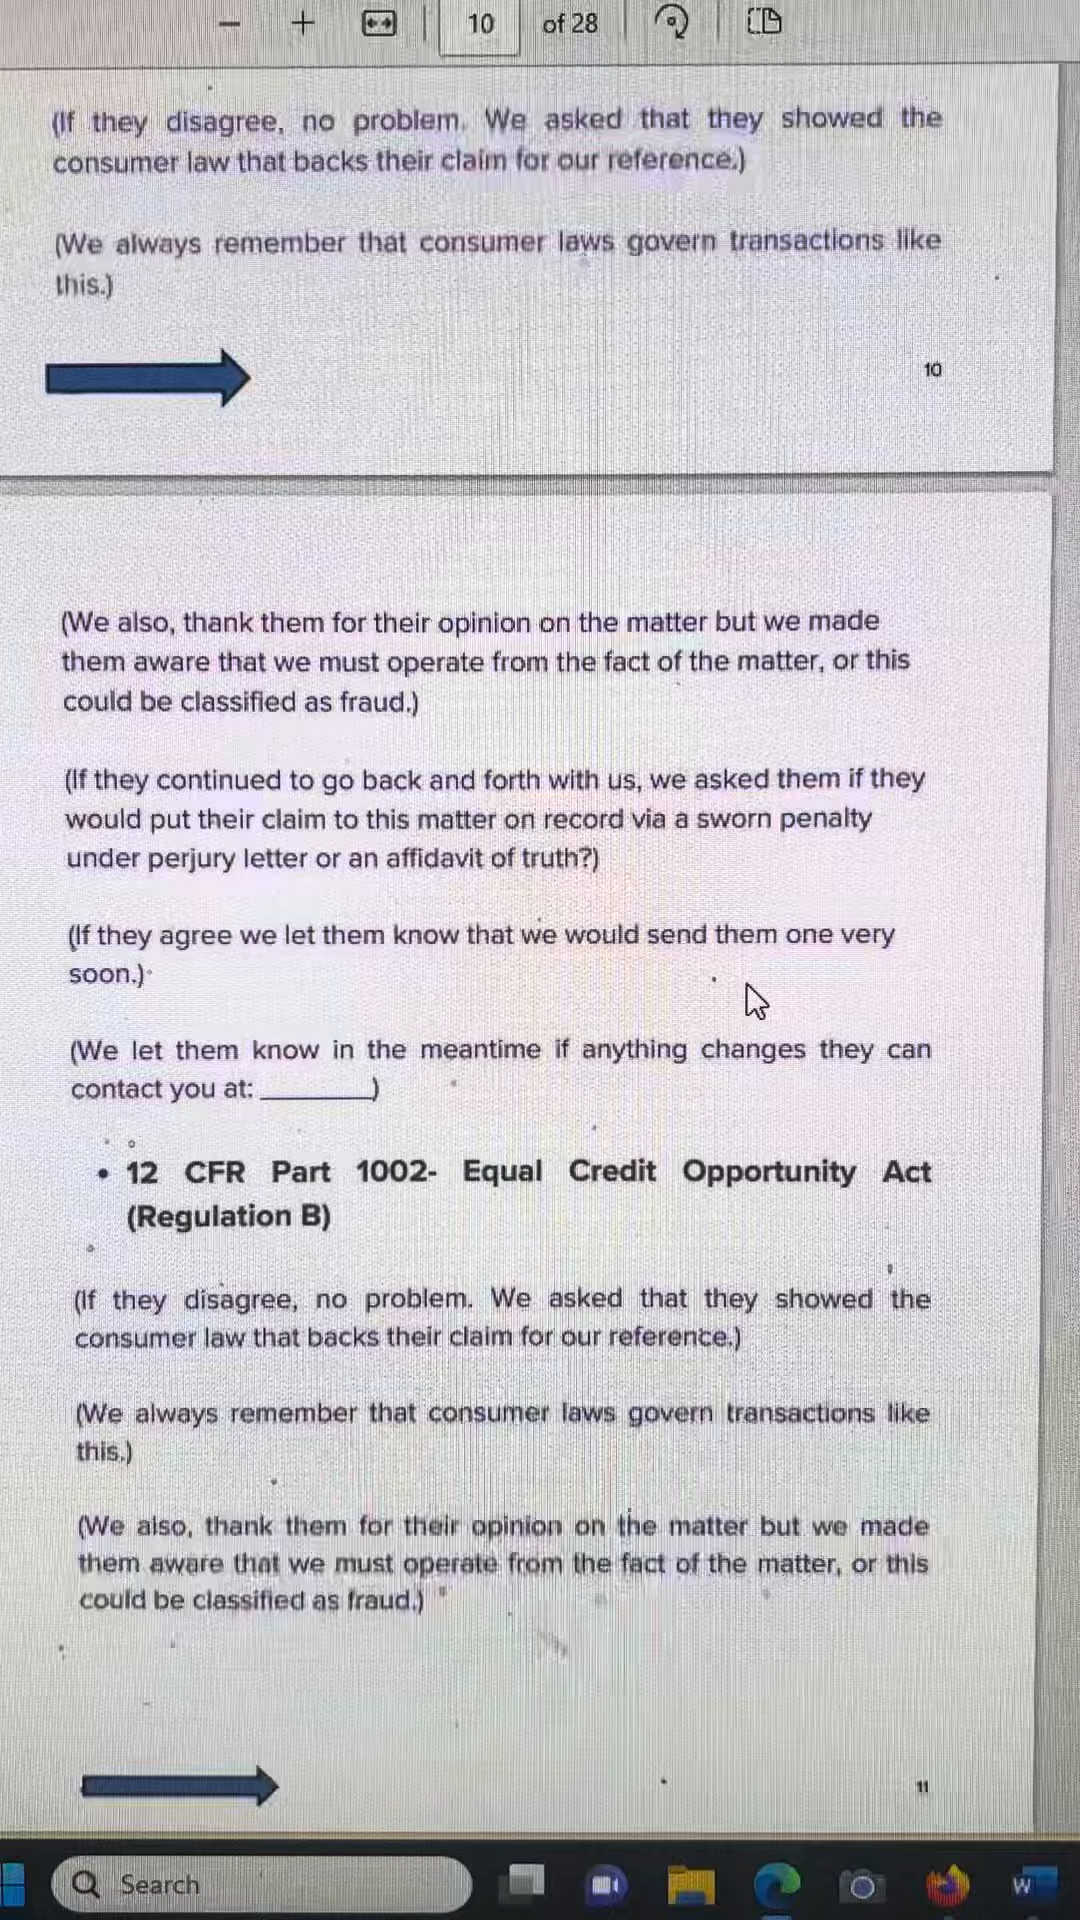 10 of 28
(If they disagree, no problem. We asked that they showed the
consumer law that backs their claim for our reference.)
(We always remember that consumer laws govern transactions like
this.)
10
(We also, thank them for their opinion on the matter but we made
them aware that we must operate from the fact of the matter, or this
could be classified as fraud.)
(If they continued to go back and forth with us, we asked them if they
would put their claim to this matter on record via a sworn penalty
under perjury letter or an affidavit of truth?)
(If they agree we let them know that we would send them one very
soon.)
(We let them know in the meantime if anything changes they can
contact you at: ________)
• 12 CFR Part 1002- Equal Credit Opportunity Act
(Regulation B)
(If they disagree, no problem. We asked that they showed the
consumer law that backs their claim for our reference.)
(We always remember that consumer laws govern transactions like
this.)
(We also, thank them for their opinion on the matter but we made
them aware that we must operate from the fact of the matter, or this
could be classified as fraud.)
11
Search
W